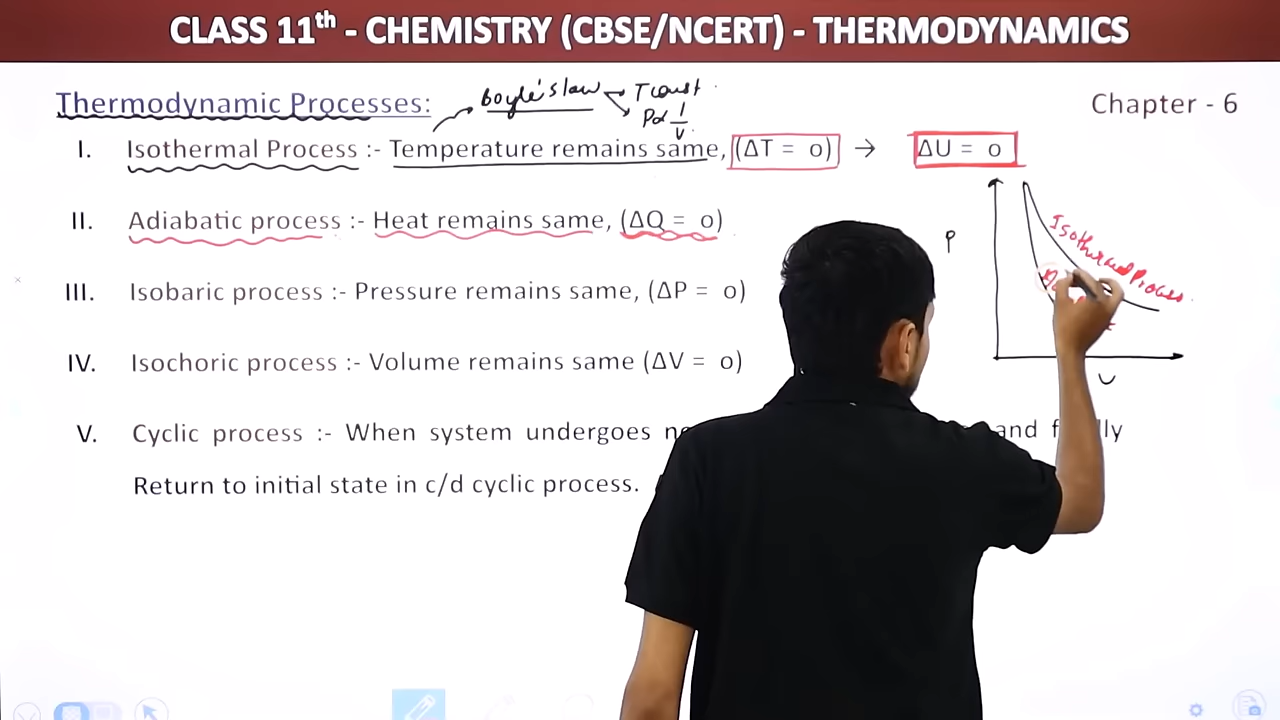 CLASS 11th - CHEMISTRY (CBSE/NCERT) - THERMODYNAMICS
Thermodynamic Processes:
Boyle's law
T const
P∝ 1/V
Chapter - 6
I. Isothermal Process :- Temperature remains same, (ΔT = 0) → ΔU = 0
II. Adiabatic process :- Heat remains same, (ΔQ = 0)
P
Isothermal Process
III. Isobaric process :- Pressure remains same, (ΔP = 0)
IV. Isochoric process :- Volume remains same (ΔV = 0)
V
V. Cyclic process :- When system undergoes and
Return to initial state in c/d cyclic process.